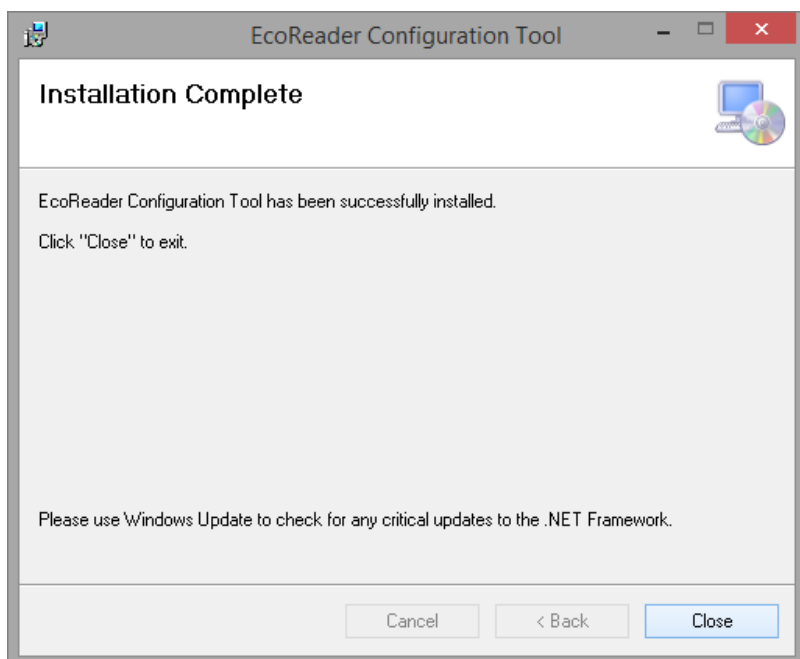 EcoReader Configuration Tool
Installation Complete
EcoReader Configuration Tool has been successfully installed.
Click "Close" to exit.
Please use Windows Update to check for any critical updates to the .NET Framework.
Cancel
< Back
Close